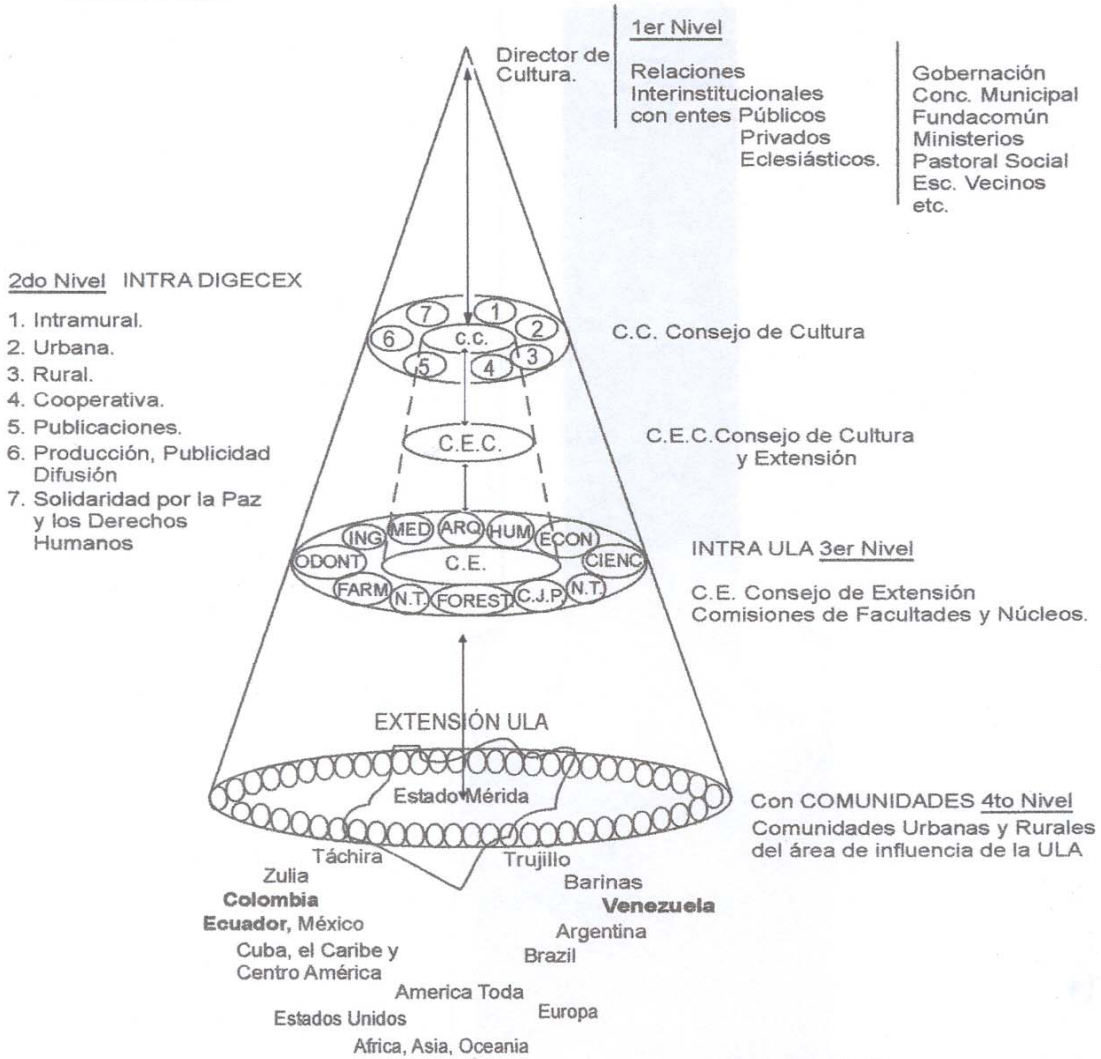 Director de
Cultura.
1er Nivel
Relaciones
Interinstitucionales
con entes Públicos
Privados
Eclesiásticos.
Gobernación
Conc. Municipal
Fundacomún
Ministerios
Pastoral Social
Esc. Vecinos
etc.
2do Nivel INTRA DIGECEX
1. Intramural.
2. Urbana.
3. Rural.
4. Cooperativa.
5. Publicaciones.
6. Producción, Publicidad
Difusión
7. Solidaridad por la Paz
y los Derechos
Humanos
7
1
6
C.C.
2
5
4
3
C.C. Consejo de Cultura
C.E.C.
C.E.C.Consejo de Cultura
y Extensión
ING
MED
ARQ
HUM
ECON
ODONT
C.E.
CIENC
FARM
N.T.
FOREST.
C.J.P.
N.T.
INTRA ULA 3er Nivel
C.E. Consejo de Extensión
Comisiones de Facultades y Núcleos.
EXTENSIÓN ULA
Estado Mérida
Con COMUNIDADES 4to Nivel
Comunidades Urbanas y Rurales
del área de influencia de la ULA
Táchira
Trujillo
Zulia
Barinas
Colombia
Venezuela
Ecuador, México
Argentina
Cuba, el Caribe y
Centro América
Brazil
America Toda
Estados Unidos
Europa
Africa, Asia, Oceania